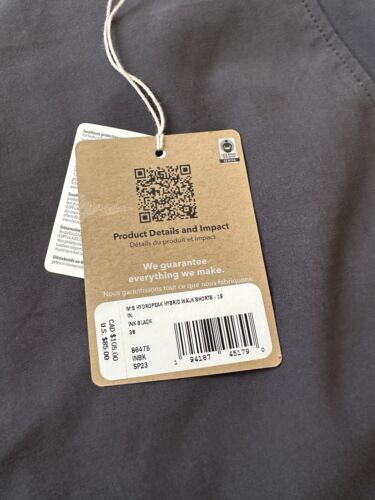 Product Details and Impact
Détails du produit et impact
We guarantee
everything we make.
Nous garantissons tout ce que nous fabriquons.
M'S HYDROPEAK HYBRID WALK SHORTS - 19
IN.
INK BLACK
36
86475
INBK
SP23
CAD $105.00
U.S. $85.00
1 94187 45179 0